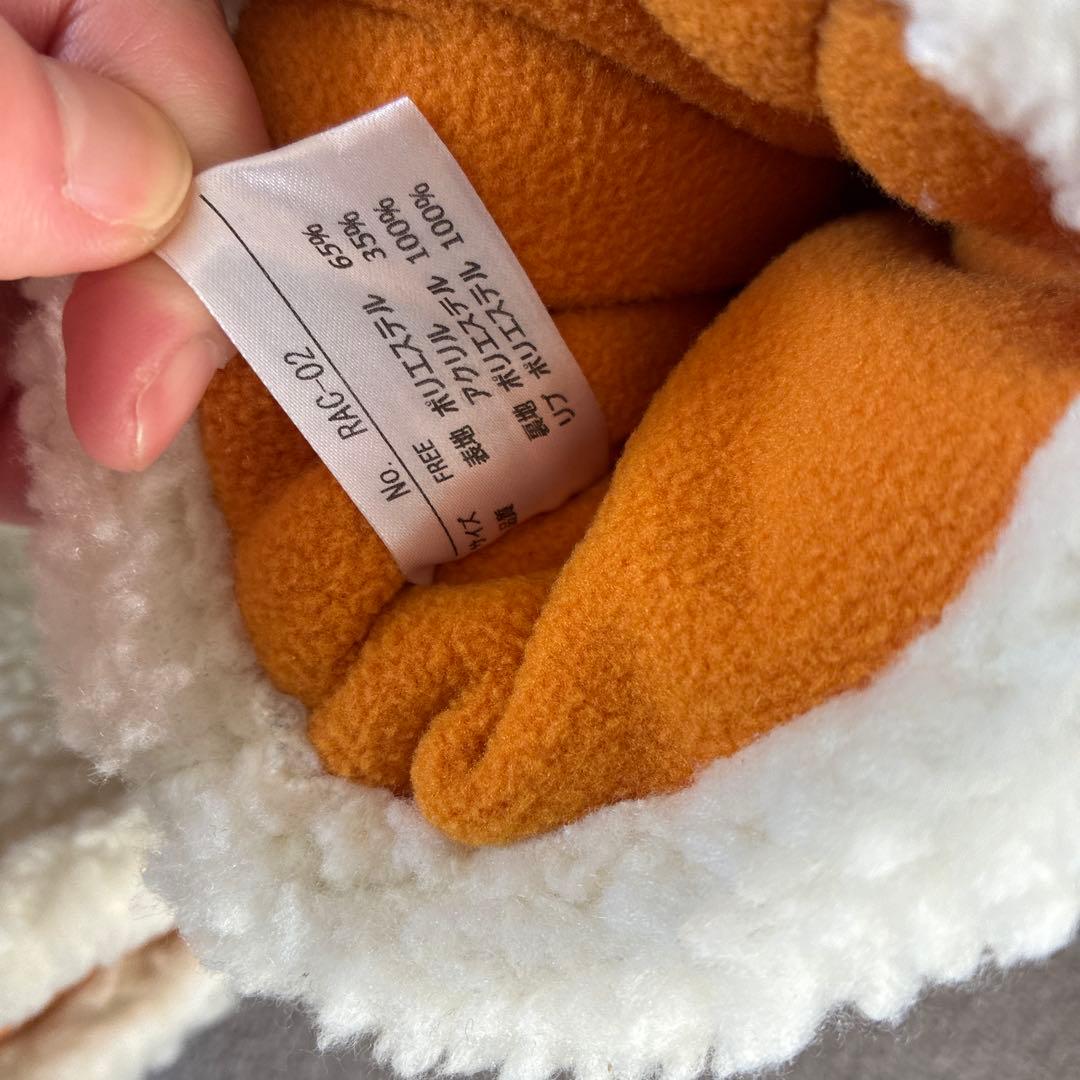 No. RAC-02
サイズ FREE
品質 表地 ポリエステル 65%
アクリル 35%
裏地 ポリエステル 100%
リブ ポリエステル 100%